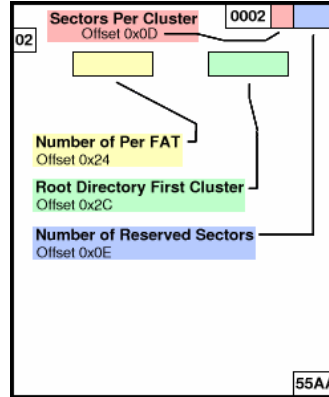 Sectors Per Cluster
Offset 0x0D
0002
02
Number of Per FAT
Offset 0x24
Root Directory First Cluster
Offset 0x2C
Number of Reserved Sectors
Offset 0x0E